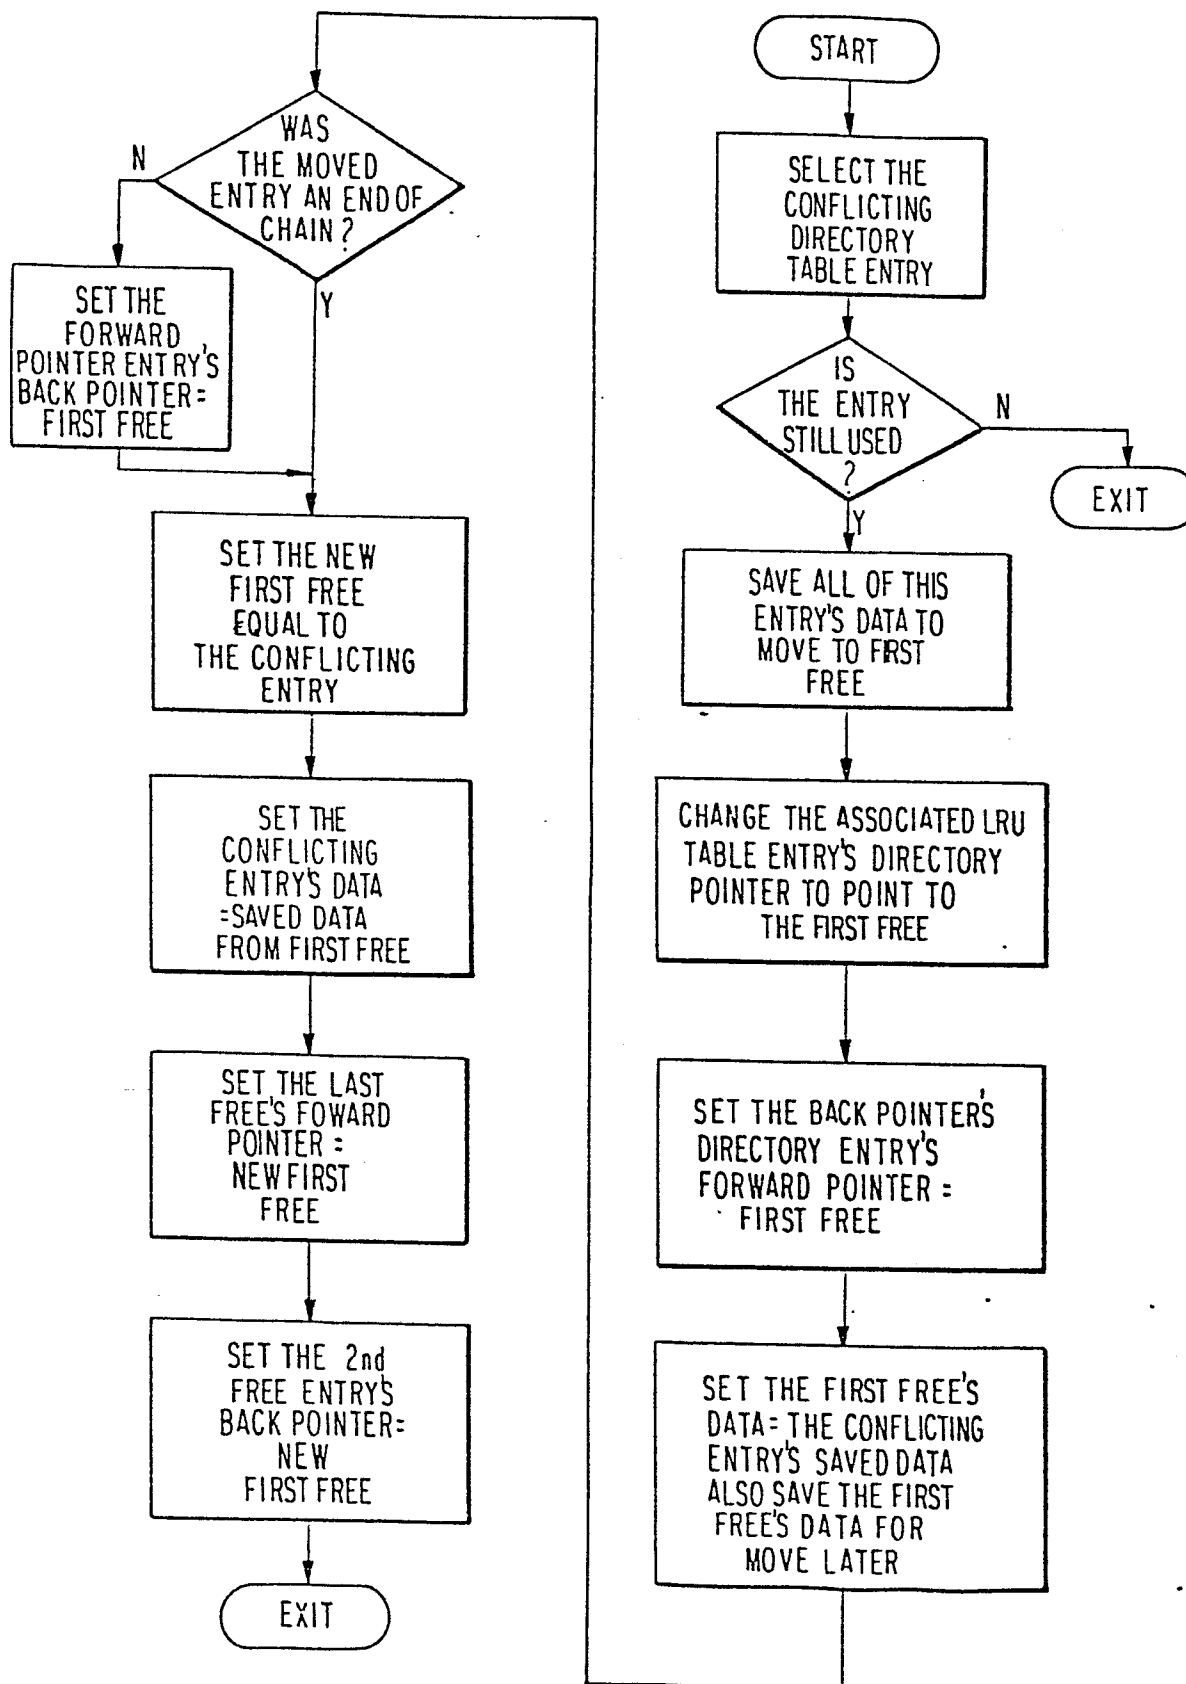 START
SELECT THE
CONFLICTING
DIRECTORY
TABLE ENTRY
IS
THE ENTRY
STILL USED
?
N
EXIT
Y
SAVE ALL OF THIS
ENTRY'S DATA TO
MOVE TO FIRST
FREE
CHANGE THE ASSOCIATED LRU
TABLE ENTRY'S DIRECTORY
POINTER TO POINT TO
THE FIRST FREE
SET THE BACK POINTER'S
DIRECTORY ENTRY'S
FORWARD POINTER =
FIRST FREE
SET THE FIRST FREE'S
DATA = THE CONFLICTING
ENTRY'S SAVED DATA
ALSO SAVE THE FIRST
FREE'S DATA FOR
MOVE LATER
WAS
THE MOVED
ENTRY AN END OF
CHAIN ?
N
Y
SET THE
FORWARD
POINTER ENTRY'S
BACK POINTER =
FIRST FREE
SET THE NEW
FIRST FREE
EQUAL TO
THE CONFLICTING
ENTRY
SET THE
CONFLICTING
ENTRY'S DATA
=SAVED DATA
FROM FIRST FREE
SET THE LAST
FREE'S FOWARD
POINTER =
NEW FIRST
FREE
SET THE 2nd
FREE ENTRY'S
BACK POINTER=
NEW
FIRST FREE
EXIT